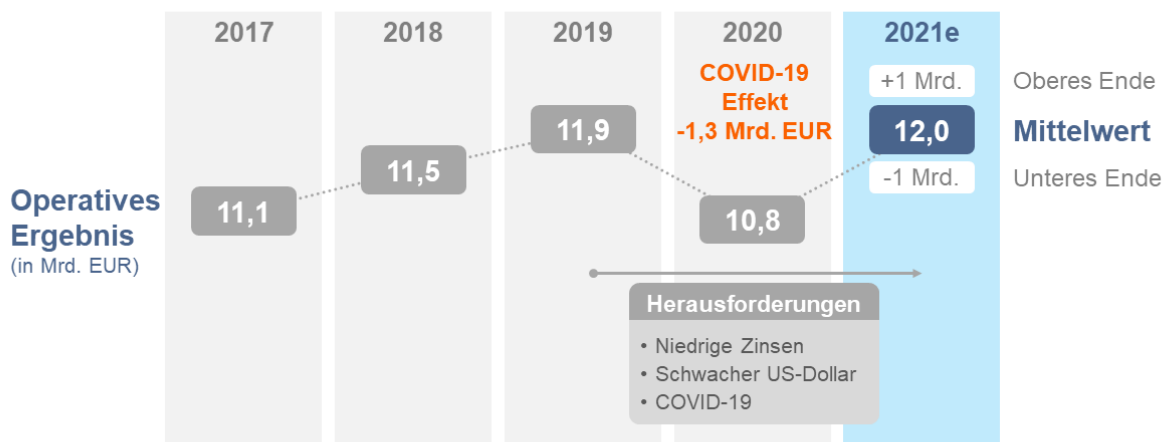 2017
2018
2019
2020
2021e
COVID-19
Effekt
-1,3 Mrd. EUR
+1 Mrd.
Oberes Ende
11,9
12,0
Mittelwert
11,5
-1 Mrd.
Unteres Ende
Operatives
Ergebnis
(in Mrd. EUR)
11,1
10,8
Herausforderungen
• Niedrige Zinsen
• Schwacher US-Dollar
• COVID-19